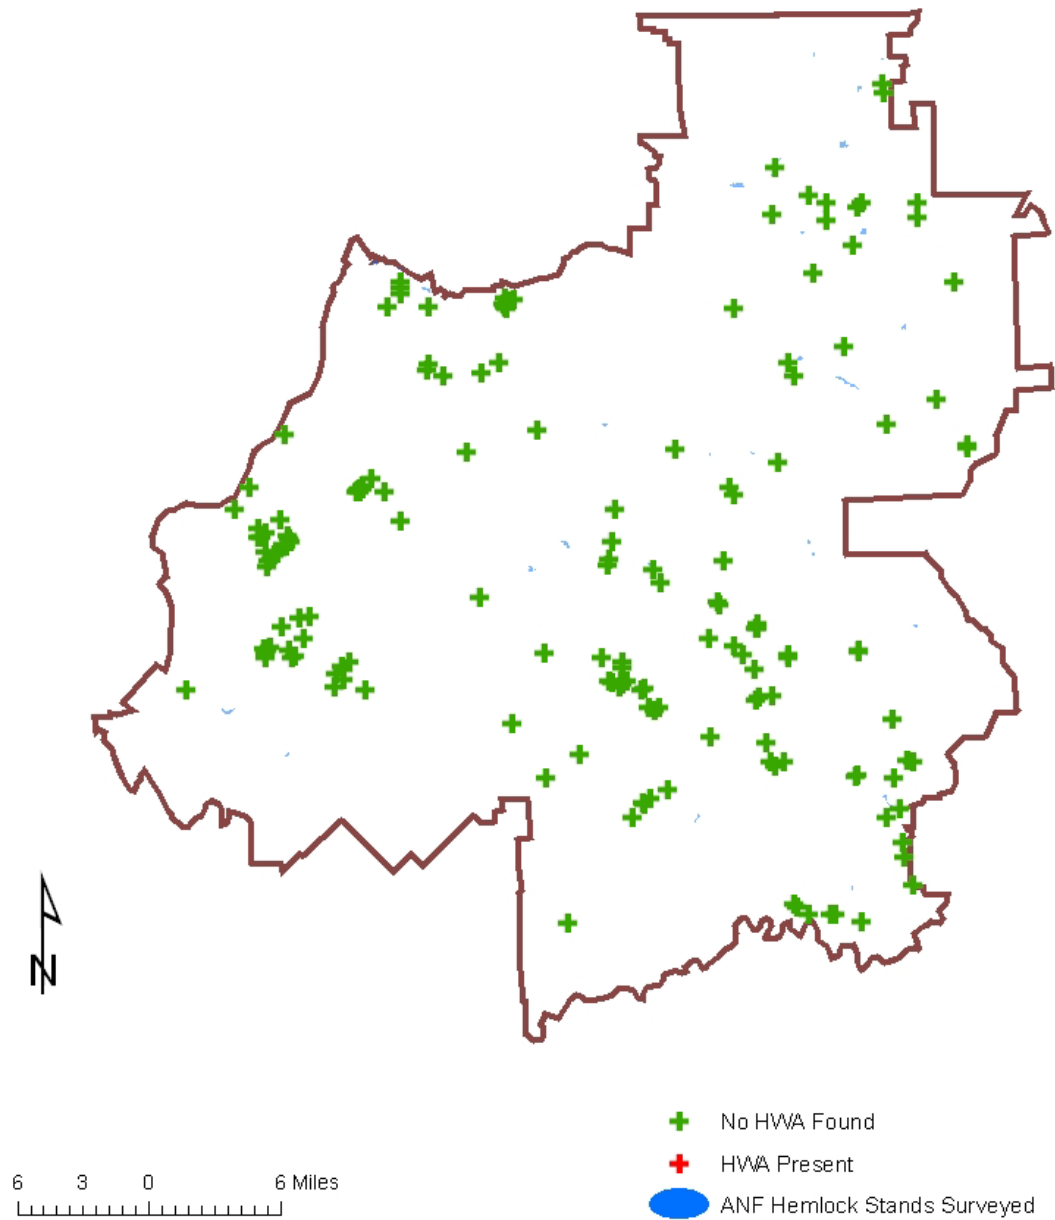 N
No HWA Found
HWA Present
6 3 0 6 Miles
ANF Hemlock Stands Surveyed